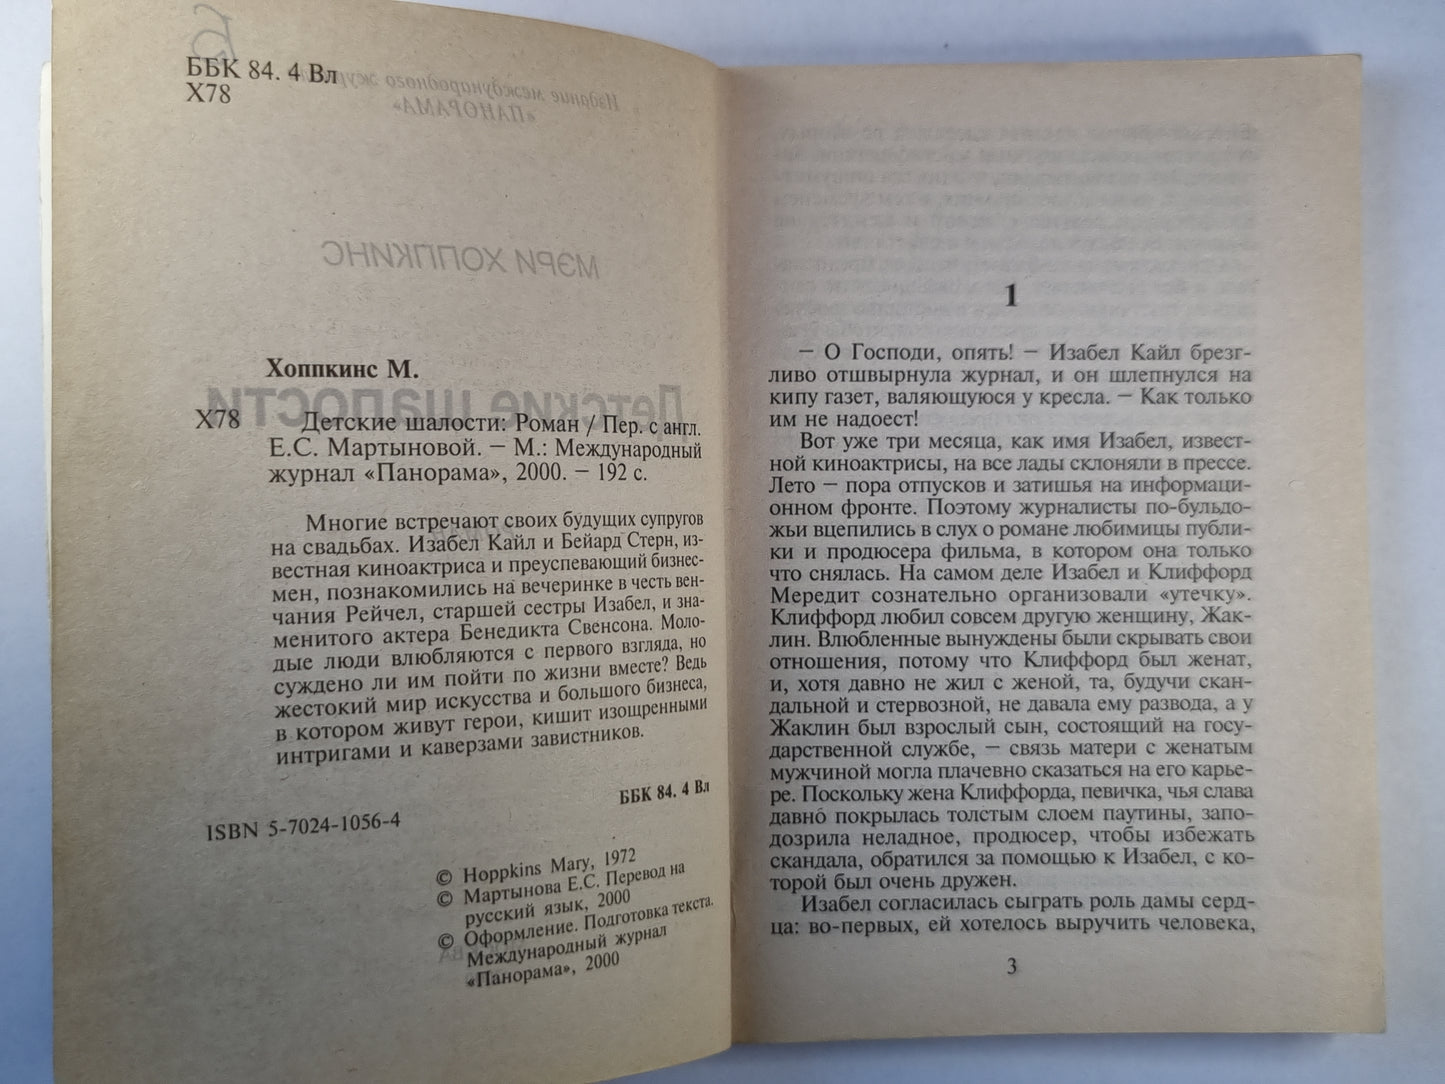 Б
ББК 84. 4 Вл
Х78
Издание международного
«ПАНОРАМА»
МЭРИ ХОППКИНС
Детские шалости
Хоппкинс М.
Х78
Детские шалости: Роман / Пер. с англ.
Е.С. Мартыновой. – М.: Международный
журнал «Панорама», 2000. – 192 с.
Многие встречают своих будущих супругов
на свадьбах. Изабел Кайл и Бейард Стерн, из-
вестная киноактриса и преуспевающий бизнес-
мен, познакомились на вечеринке в честь вен-
чания Рейчел, старшей сестры Изабел, и зна-
менитого актера Бенедикта Свенсона. Моло-
дые люди влюбляются с первого взгляда, но
суждено ли им пойти по жизни вместе? Ведь
жестокий мир искусства и большого бизнеса,
в котором живут герои, кишит изощренными
интригами и каверзами завистников.
ББК 84. 4 Вл
ISBN 5-7024-1056-4
© Hoppkins Mary, 1972
© Мартынова Е.С. Перевод на
русский язык, 2000
© Оформление. Подготовка текста.
Международный журнал
«Панорама», 2000
1
– О Господи, опять! – Изабел Кайл брезг-
ливо отшвырнула журнал, и он шлепнулся на
кипу газет, валяющуюся у кресла. – Как только
им не надоест!
Вот уже три месяца, как имя Изабел, извест-
ной киноактрисы, на все лады склоняли в прессе.
Лето – пора отпусков и затишья на информаци-
онном фронте. Поэтому журналисты по-бульдо-
жьи вцепились в слух о романе любимицы публи-
ки и продюсера фильма, в котором она только
что снялась. На самом деле Изабел и Клиффорд
Мередит сознательно организовали «утечку».
Клиффорд любил совсем другую женщину, Жак-
лин. Влюбленные вынуждены были скрывать свои
отношения, потому что Клиффорд был женат,
и, хотя давно не жил с женой, та, будучи скан-
дальной и стервозной, не давала ему развода, а у
Жаклин был взрослый сын, состоящий на госу-
дарственной службе, – связь матери с женатым
мужчиной могла плачевно сказаться на его карье-
ре. Поскольку жена Клиффорда, певичка, чья слава
давно покрылась толстым слоем паутины, запо-
дозрила неладное, продюсер, чтобы избежать
скандала, обратился за помощью к Изабел, с ко-
торой был очень дружен.
Изабел согласилась сыграть роль дамы серд-
ца: во-первых, ей хотелось выручить человека,
3